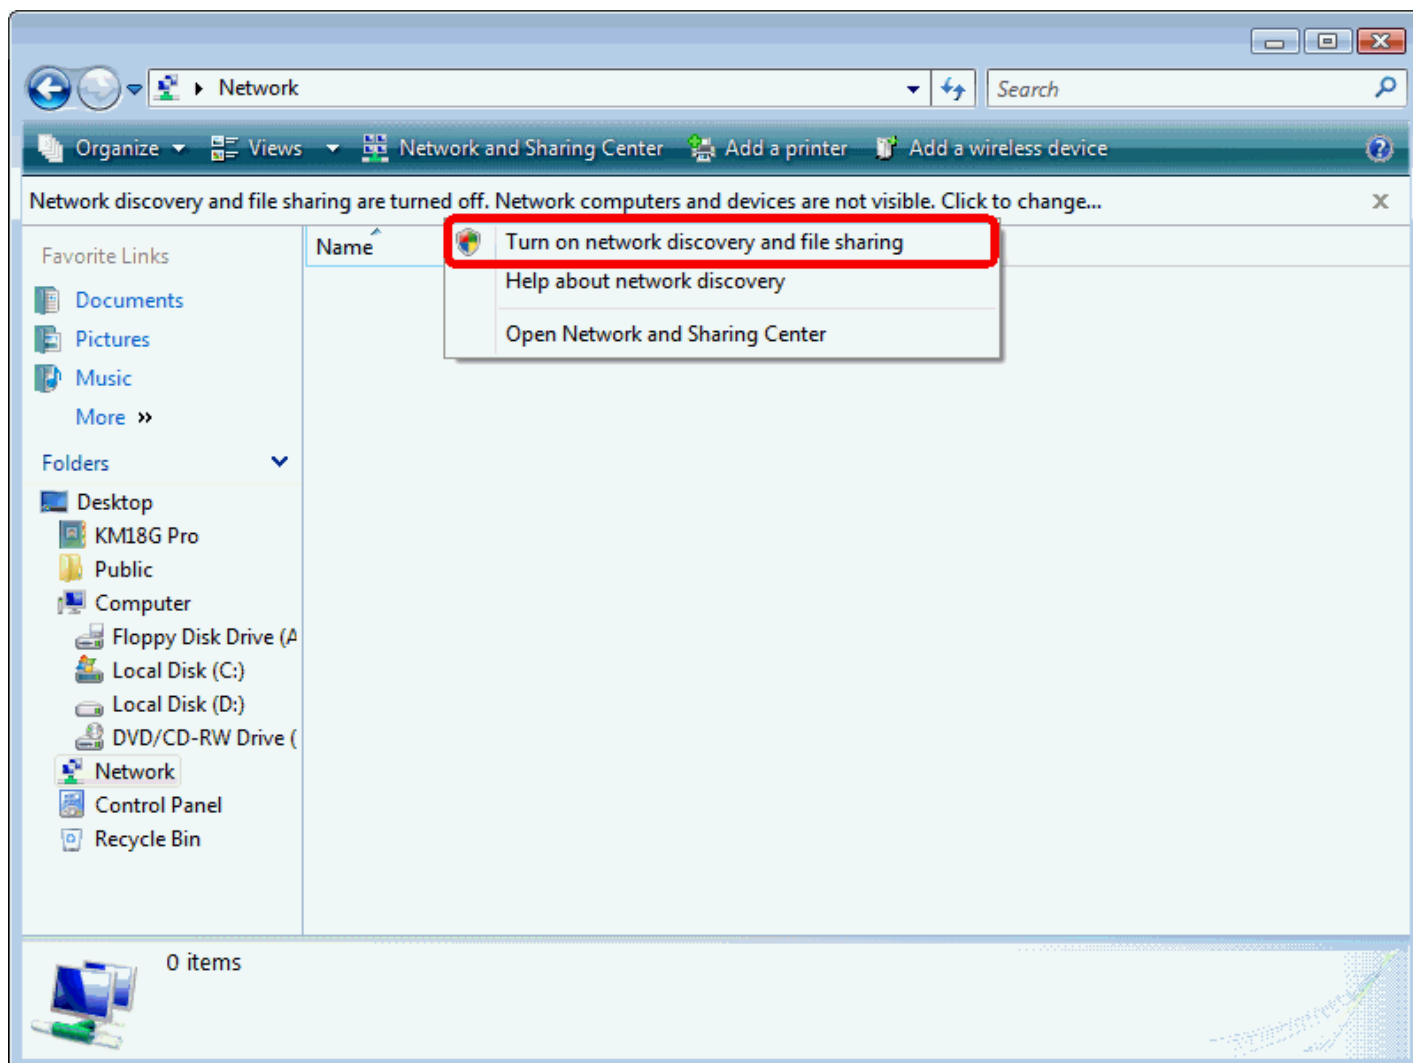 Network
Search
Organize Views Network and Sharing Center Add a printer Add a wireless device
Network discovery and file sharing are turned off. Network computers and devices are not visible. Click to change...
Turn on network discovery and file sharing
Help about network discovery
Open Network and Sharing Center
Name
Favorite Links
Documents
Pictures
Music
More »
Folders
Desktop
KM18G Pro
Public
Computer
Floppy Disk Drive (A
Local Disk (C:)
Local Disk (D:)
DVD/CD-RW Drive (
Network
Control Panel
Recycle Bin
0 items